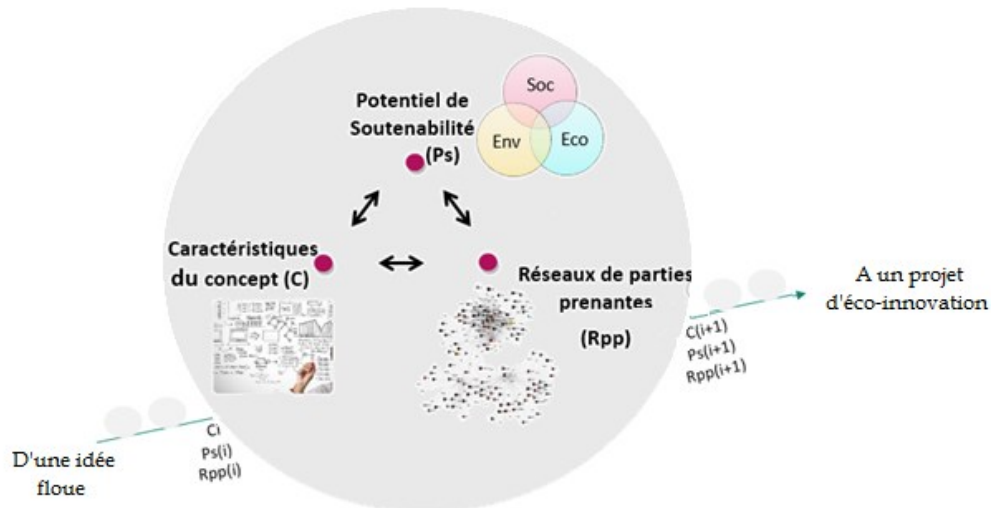 Potentiel de
Soutenabilité
(Ps)
Soc
Env
Eco
Caractéristiques
du concept (C)
Réseaux de parties
prenantes
(Rpp)
A un projet
d'éco-innovation
C(i+1)
Ps(i+1)
Rpp(i+1)
Ci
Ps(i)
Rpp(i)
D'une idée
floue